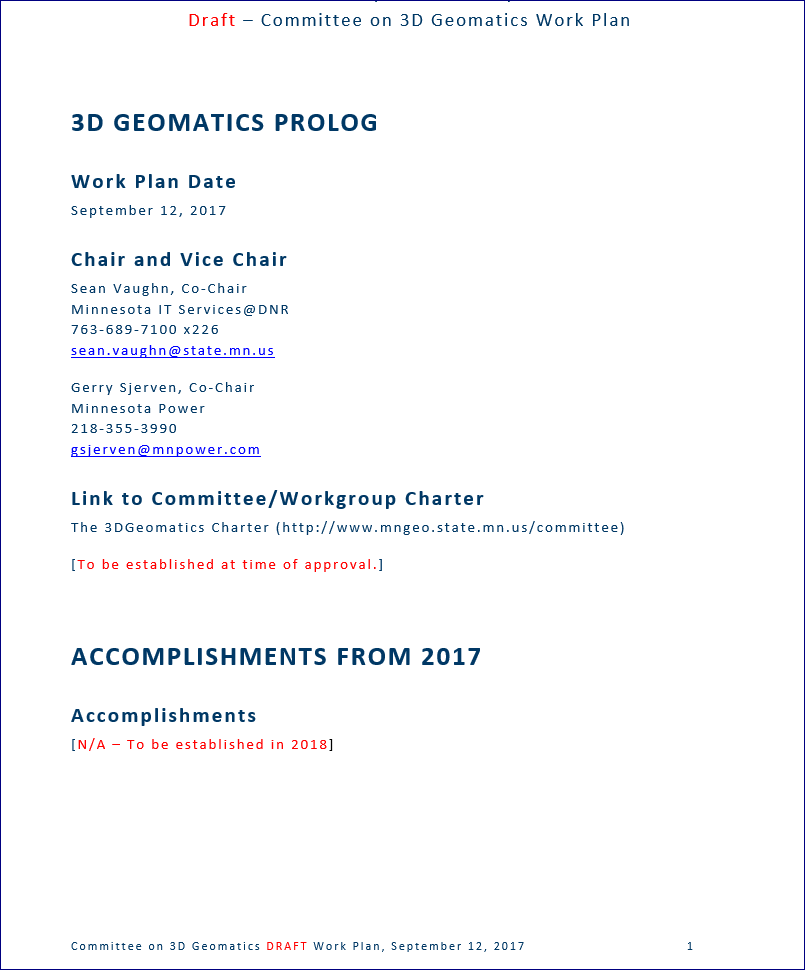 Draft – Committee on 3D Geomatics Work Plan
3D GEOMATICS PROLOG
Work Plan Date
September 12, 2017
Chair and Vice Chair
Sean Vaughn, Co-Chair
Minnesota IT Services@DNR
763-689-7100 x226
sean.vaughn@state.mn.us
Gerry Sjerven, Co-Chair
Minnesota Power
218-355-3990
gsjerven@mnpower.com
Link to Committee/Workgroup Charter
The 3DGeomatics Charter (http://www.mngeo.state.mn.us/committee)
[To be established at time of approval.]
ACCOMPLISHMENTS FROM 2017
Accomplishments
[N/A – To be established in 2018]
Committee on 3D Geomatics DRAFT Work Plan, September 12, 2017 1